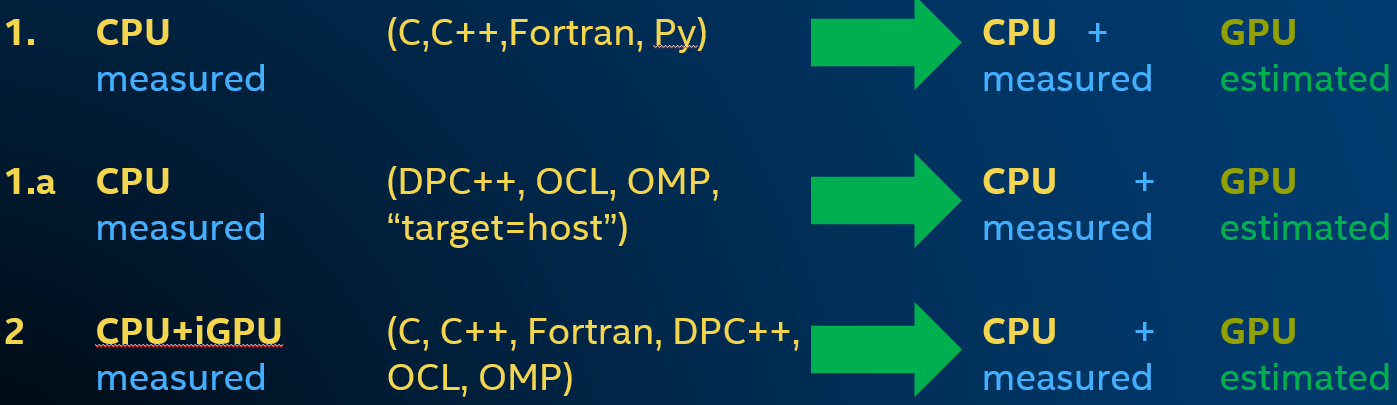 1. CPU (C,C++,Fortran, Py) CPU + GPU
measured measured estimated
1.a CPU (DPC++, OCL, OMP, CPU + GPU
measured “target=host”) measured estimated
2 CPU+iGPU (C, C++, Fortran, DPC++, CPU + GPU
measured OCL, OMP) measured estimated